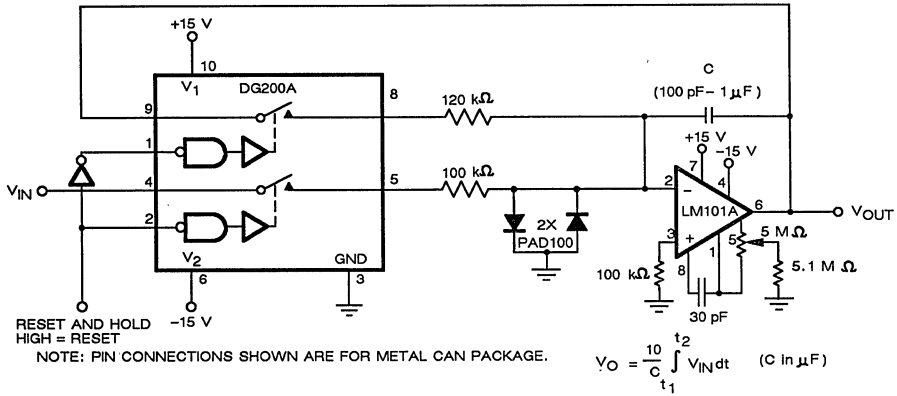 +15 V
10
V1
DG200A
9
8
120 kΩ
C
(100 pF – 1 μF)
1
VIN
4
5
100 kΩ
+15 V
-15 V
7
4
2
–
LM101A
6
VOUT
2
2X
PAD100
3
+
5
5 MΩ
V2
GND
100 kΩ
8
1
5.1 MΩ
6
3
-15 V
30 pF
RESET AND HOLD
HIGH = RESET
NOTE: PIN CONNECTIONS SHOWN ARE FOR METAL CAN PACKAGE.
VO = 10/C ∫ t1 t2 VIN dt (C in μF)